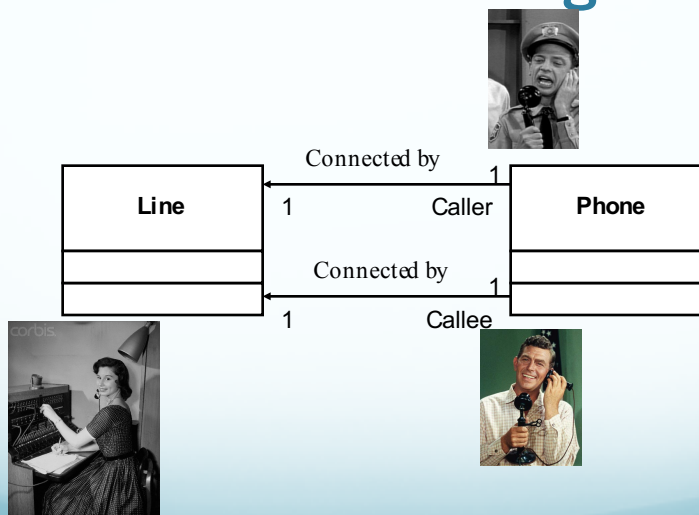 g
Connected by
1
Line
1
Caller
Phone
Connected by
1
1
Callee
corbis.